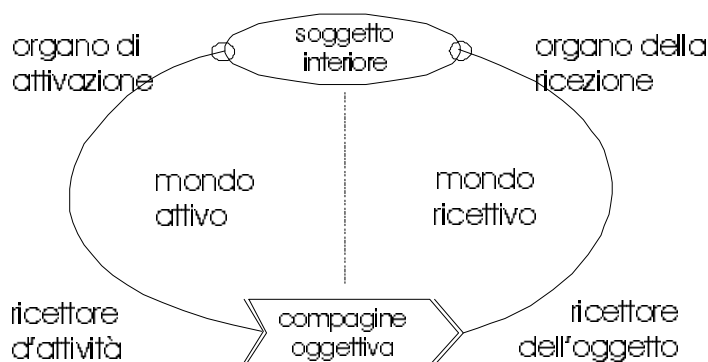 organo di
attivazione
soggetto
interiore
organo della
ricezione
mondo
attivo
mondo
ricettivo
ricettore
d'attività
compagine
oggettiva
ricettore
dell'oggetto